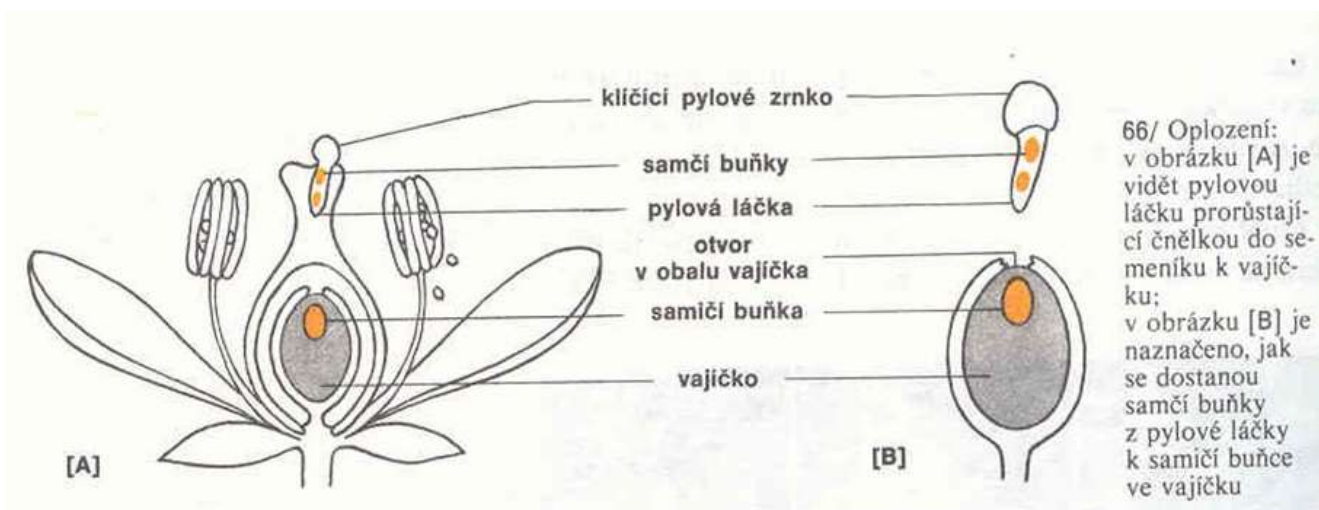 klíčící pylové zrnko
samčí buňky
pylová láčka
otvor
v obalu vajíčka
samičí buňka
vajíčko
[A]
[B]
66/ Oplození:
v obrázku [A] je
vidět pylovou
láčku prorůstají-
cí čnělkou do se-
meníku k vajíč-
ku;
v obrázku [B] je
naznačeno, jak
se dostanou
samčí buňky
z pylové láčky
k samičí buňce
ve vajíčku